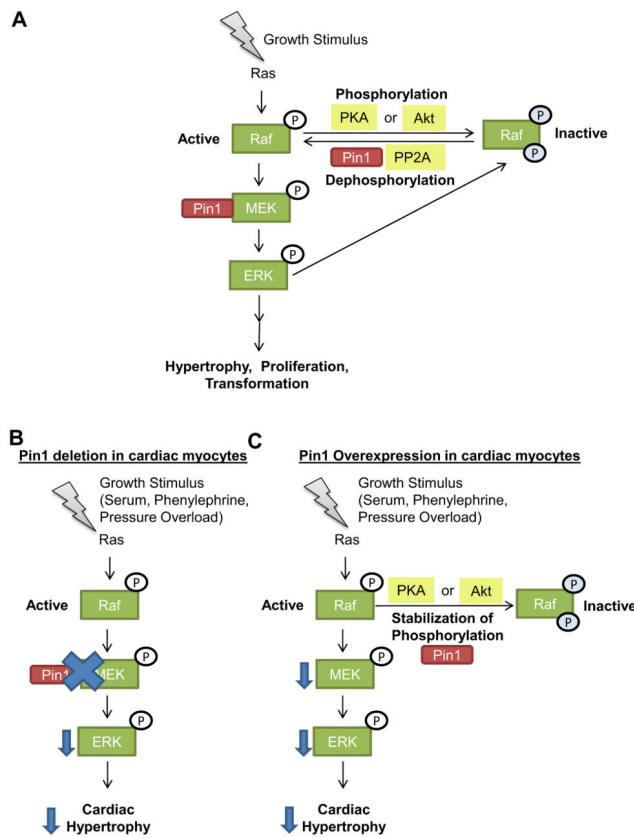 A
Growth Stimulus
Ras
Phosphorylation
PKA or Akt
Active Raf P
Raf P P Inactive
Pin1 PP2A
Dephosphorylation
Pin1 MEK P
ERK P
Hypertrophy, Proliferation,
Transformation
B
Pin1 deletion in cardiac myocytes
Growth Stimulus
(Serum, Phenylephrine,
Pressure Overload)
Ras
Active Raf P
Pin1 MEK P
ERK P
Cardiac
Hypertrophy
C
Pin1 Overexpression in cardiac myocytes
Growth Stimulus
(Serum, Phenylephrine,
Pressure Overload)
Ras
Active Raf P
PKA or Akt
Raf P P Inactive
Stabilization of
Phosphorylation
Pin1
MEK P
ERK P
Cardiac
Hypertrophy